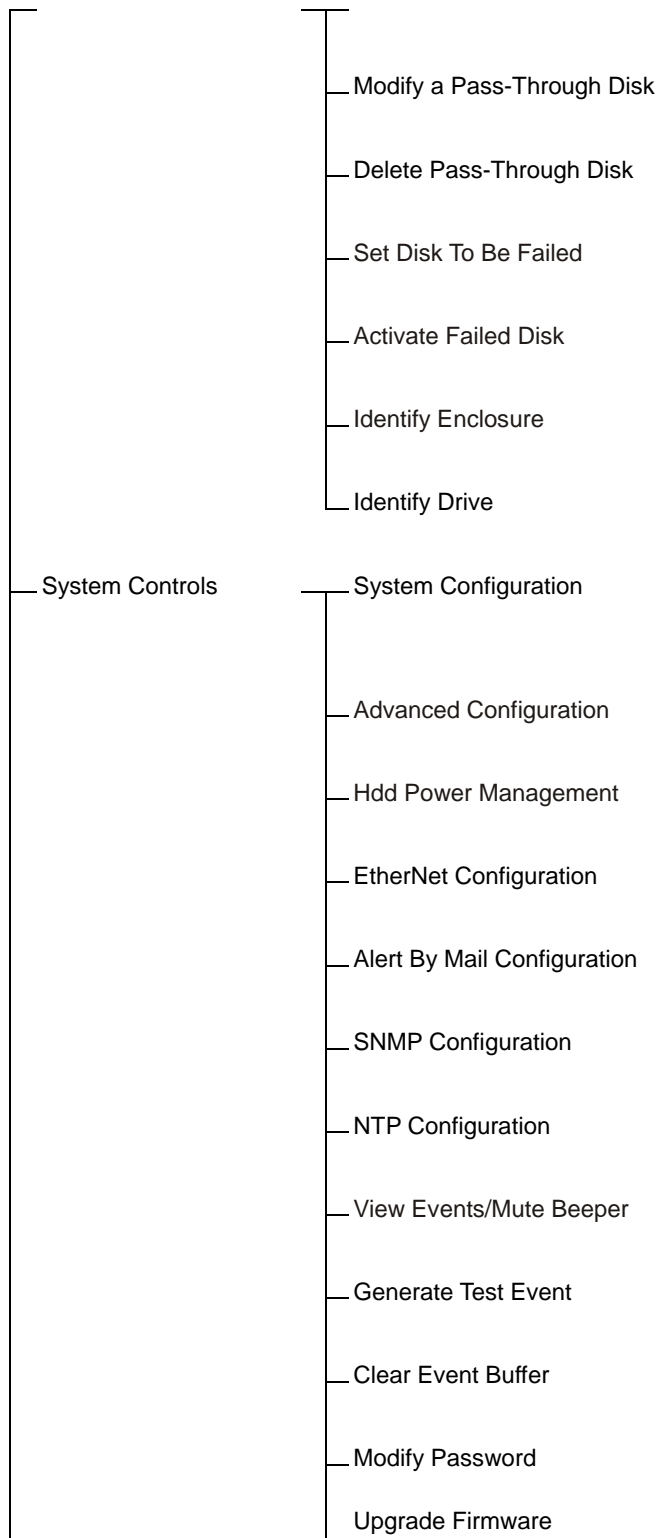 Modify a Pass-Through Disk
Delete Pass-Through Disk
Set Disk To Be Failed
Activate Failed Disk
Identify Enclosure
Identify Drive
System Controls
System Configuration
Advanced Configuration
Hdd Power Management
EtherNet Configuration
Alert By Mail Configuration
SNMP Configuration
NTP Configuration
View Events/Mute Beeper
Generate Test Event
Clear Event Buffer
Modify Password
Upgrade Firmware